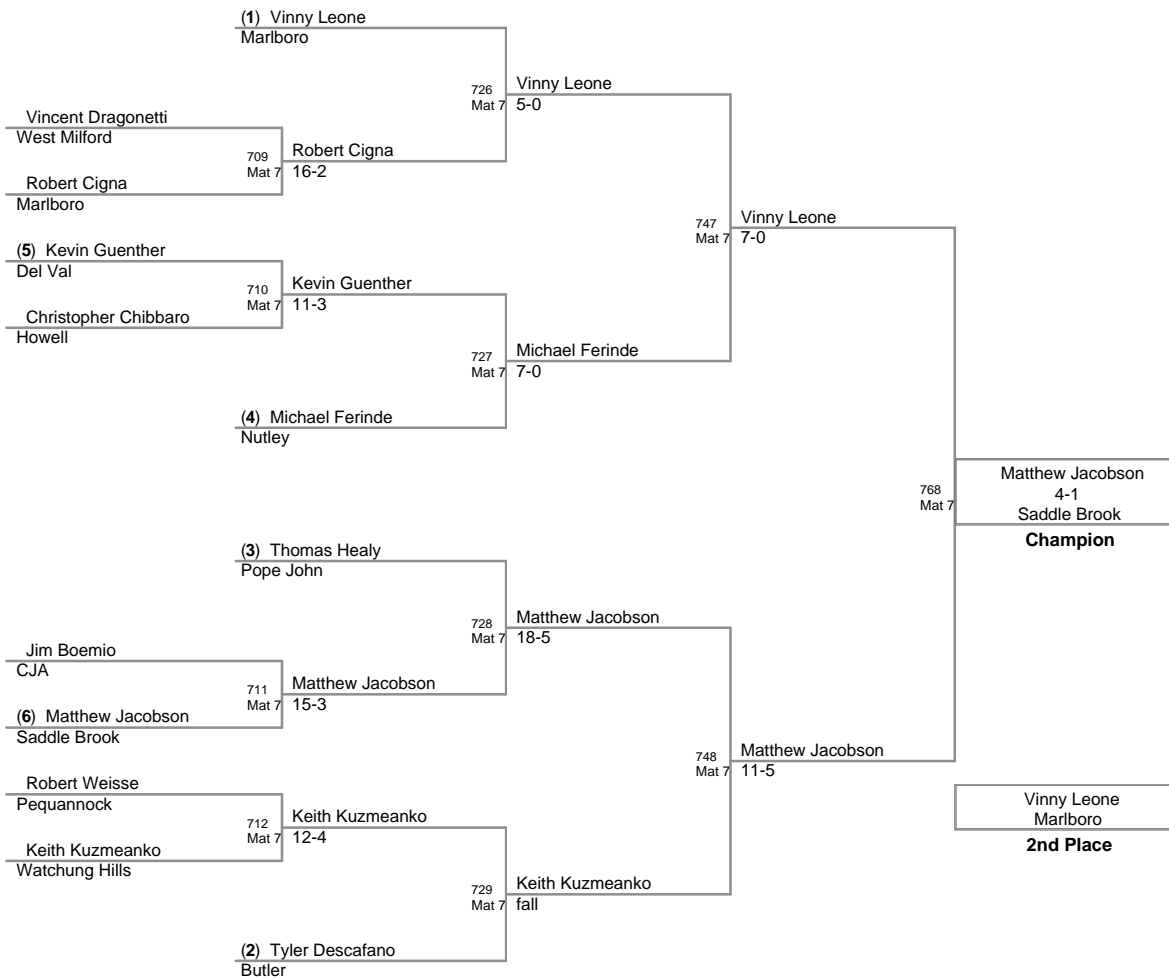 (1) Vinny Leone
Marlboro
726
Mat 7
Vinny Leone
5-0
Vincent Dragonetti
West Milford
709
Mat 7
Robert Cigna
16-2
Robert Cigna
Marlboro
747
Mat 7
Vinny Leone
7-0
(5) Kevin Guenther
Del Val
710
Mat 7
Kevin Guenther
11-3
Christopher Chibbaro
Howell
727
Mat 7
Michael Ferinde
7-0
(4) Michael Ferinde
Nutley
768
Mat 7
Matthew Jacobson
4-1
Saddle Brook
Champion
(3) Thomas Healy
Pope John
728
Mat 7
Matthew Jacobson
18-5
Jim Boemio
CJA
711
Mat 7
Matthew Jacobson
15-3
(6) Matthew Jacobson
Saddle Brook
748
Mat 7
Matthew Jacobson
11-5
Robert Weisse
Pequannock
712
Mat 7
Keith Kuzmeanko
12-4
Keith Kuzmeanko
Watchung Hills
729
Mat 7
Keith Kuzmeanko
fall
(2) Tyler Descafano
Butler
Vinny Leone
Marlboro
2nd Place